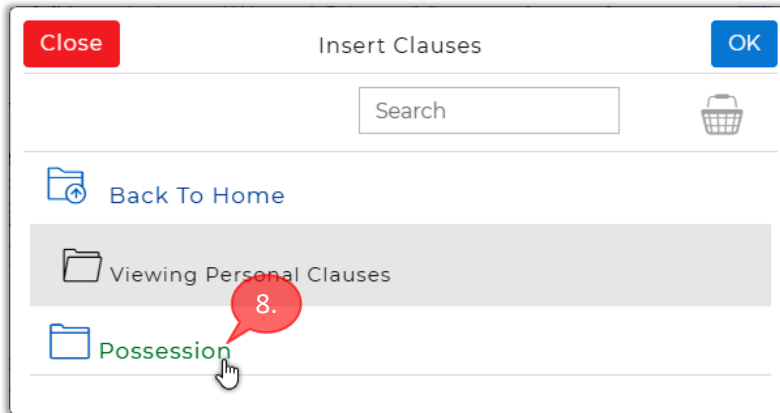 Close Insert Clauses OK
Search
Back To Home
Viewing Personal Clauses
8.
Possession